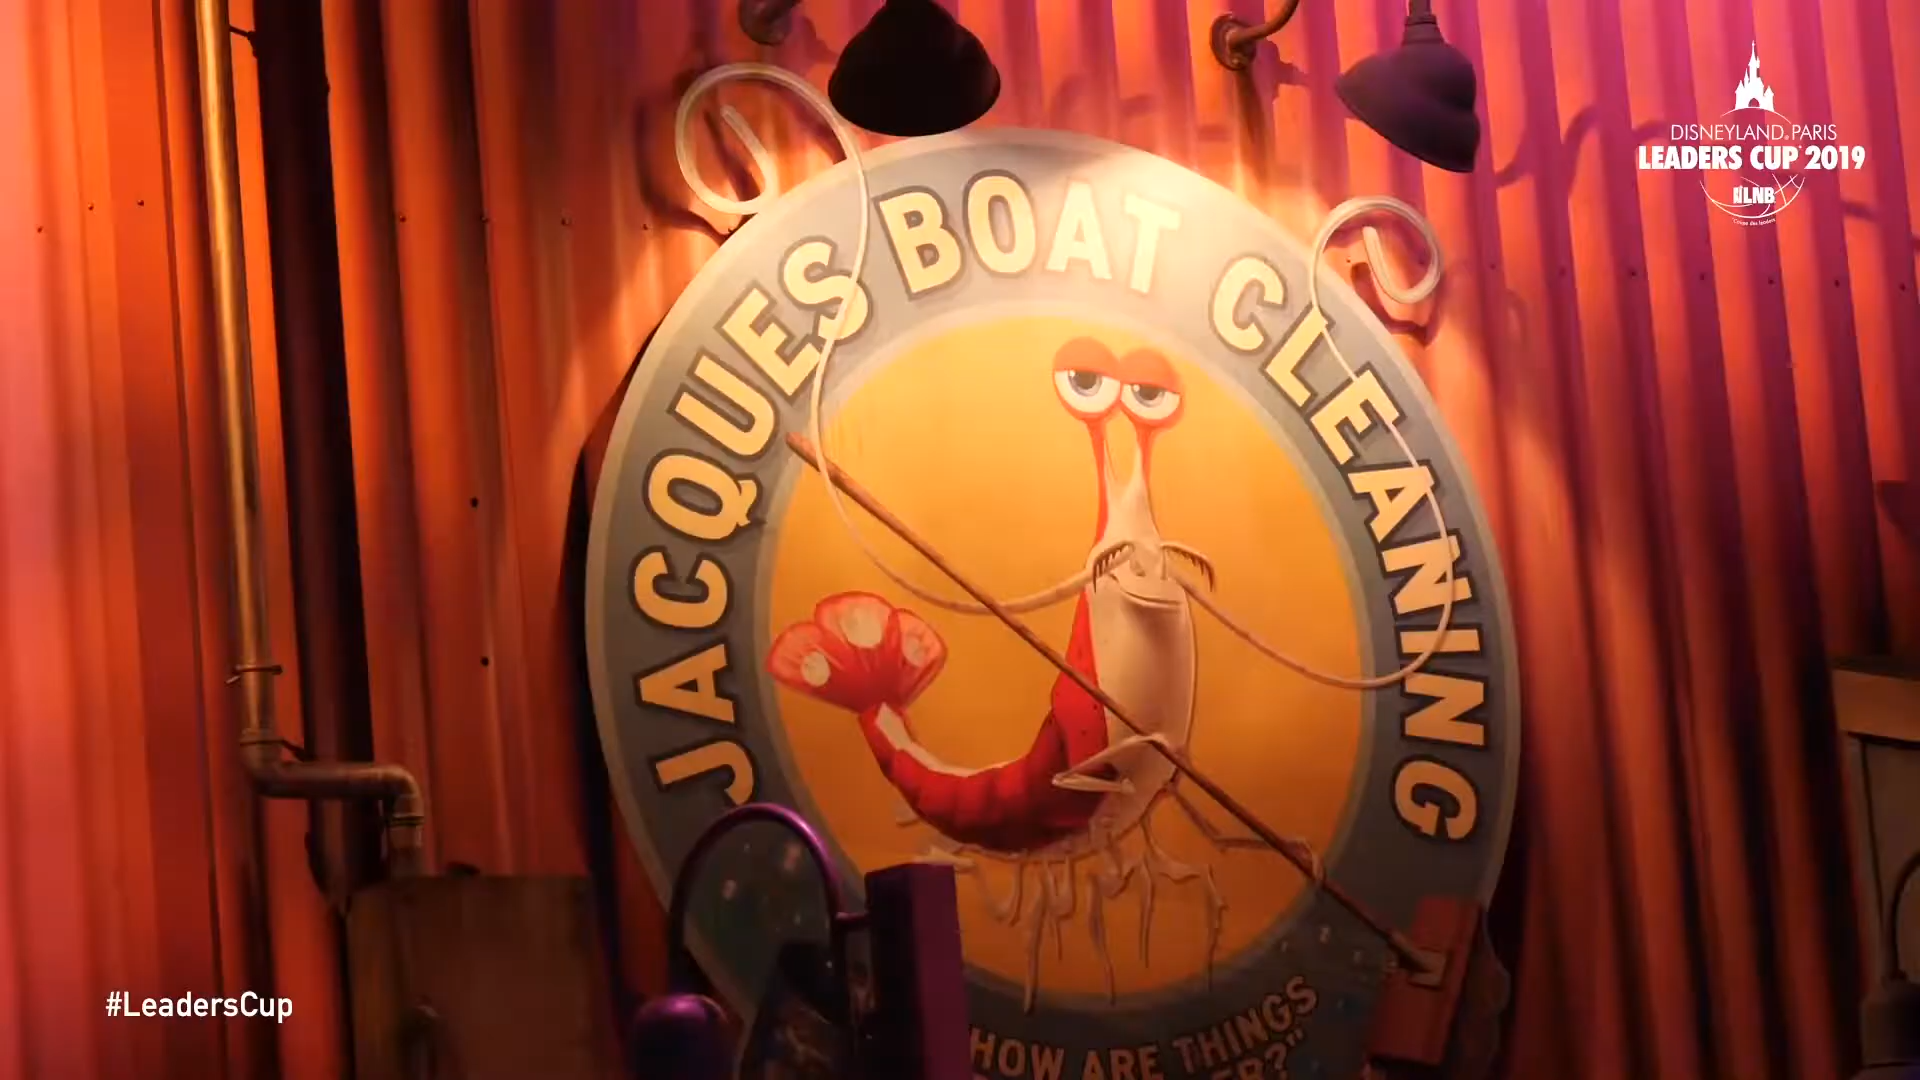 DISNEYLAND PARIS
LEADERS CUP 2019
LNB
JACQUES BOAT CLEANING
#LeadersCup
HOW ARE THINGS